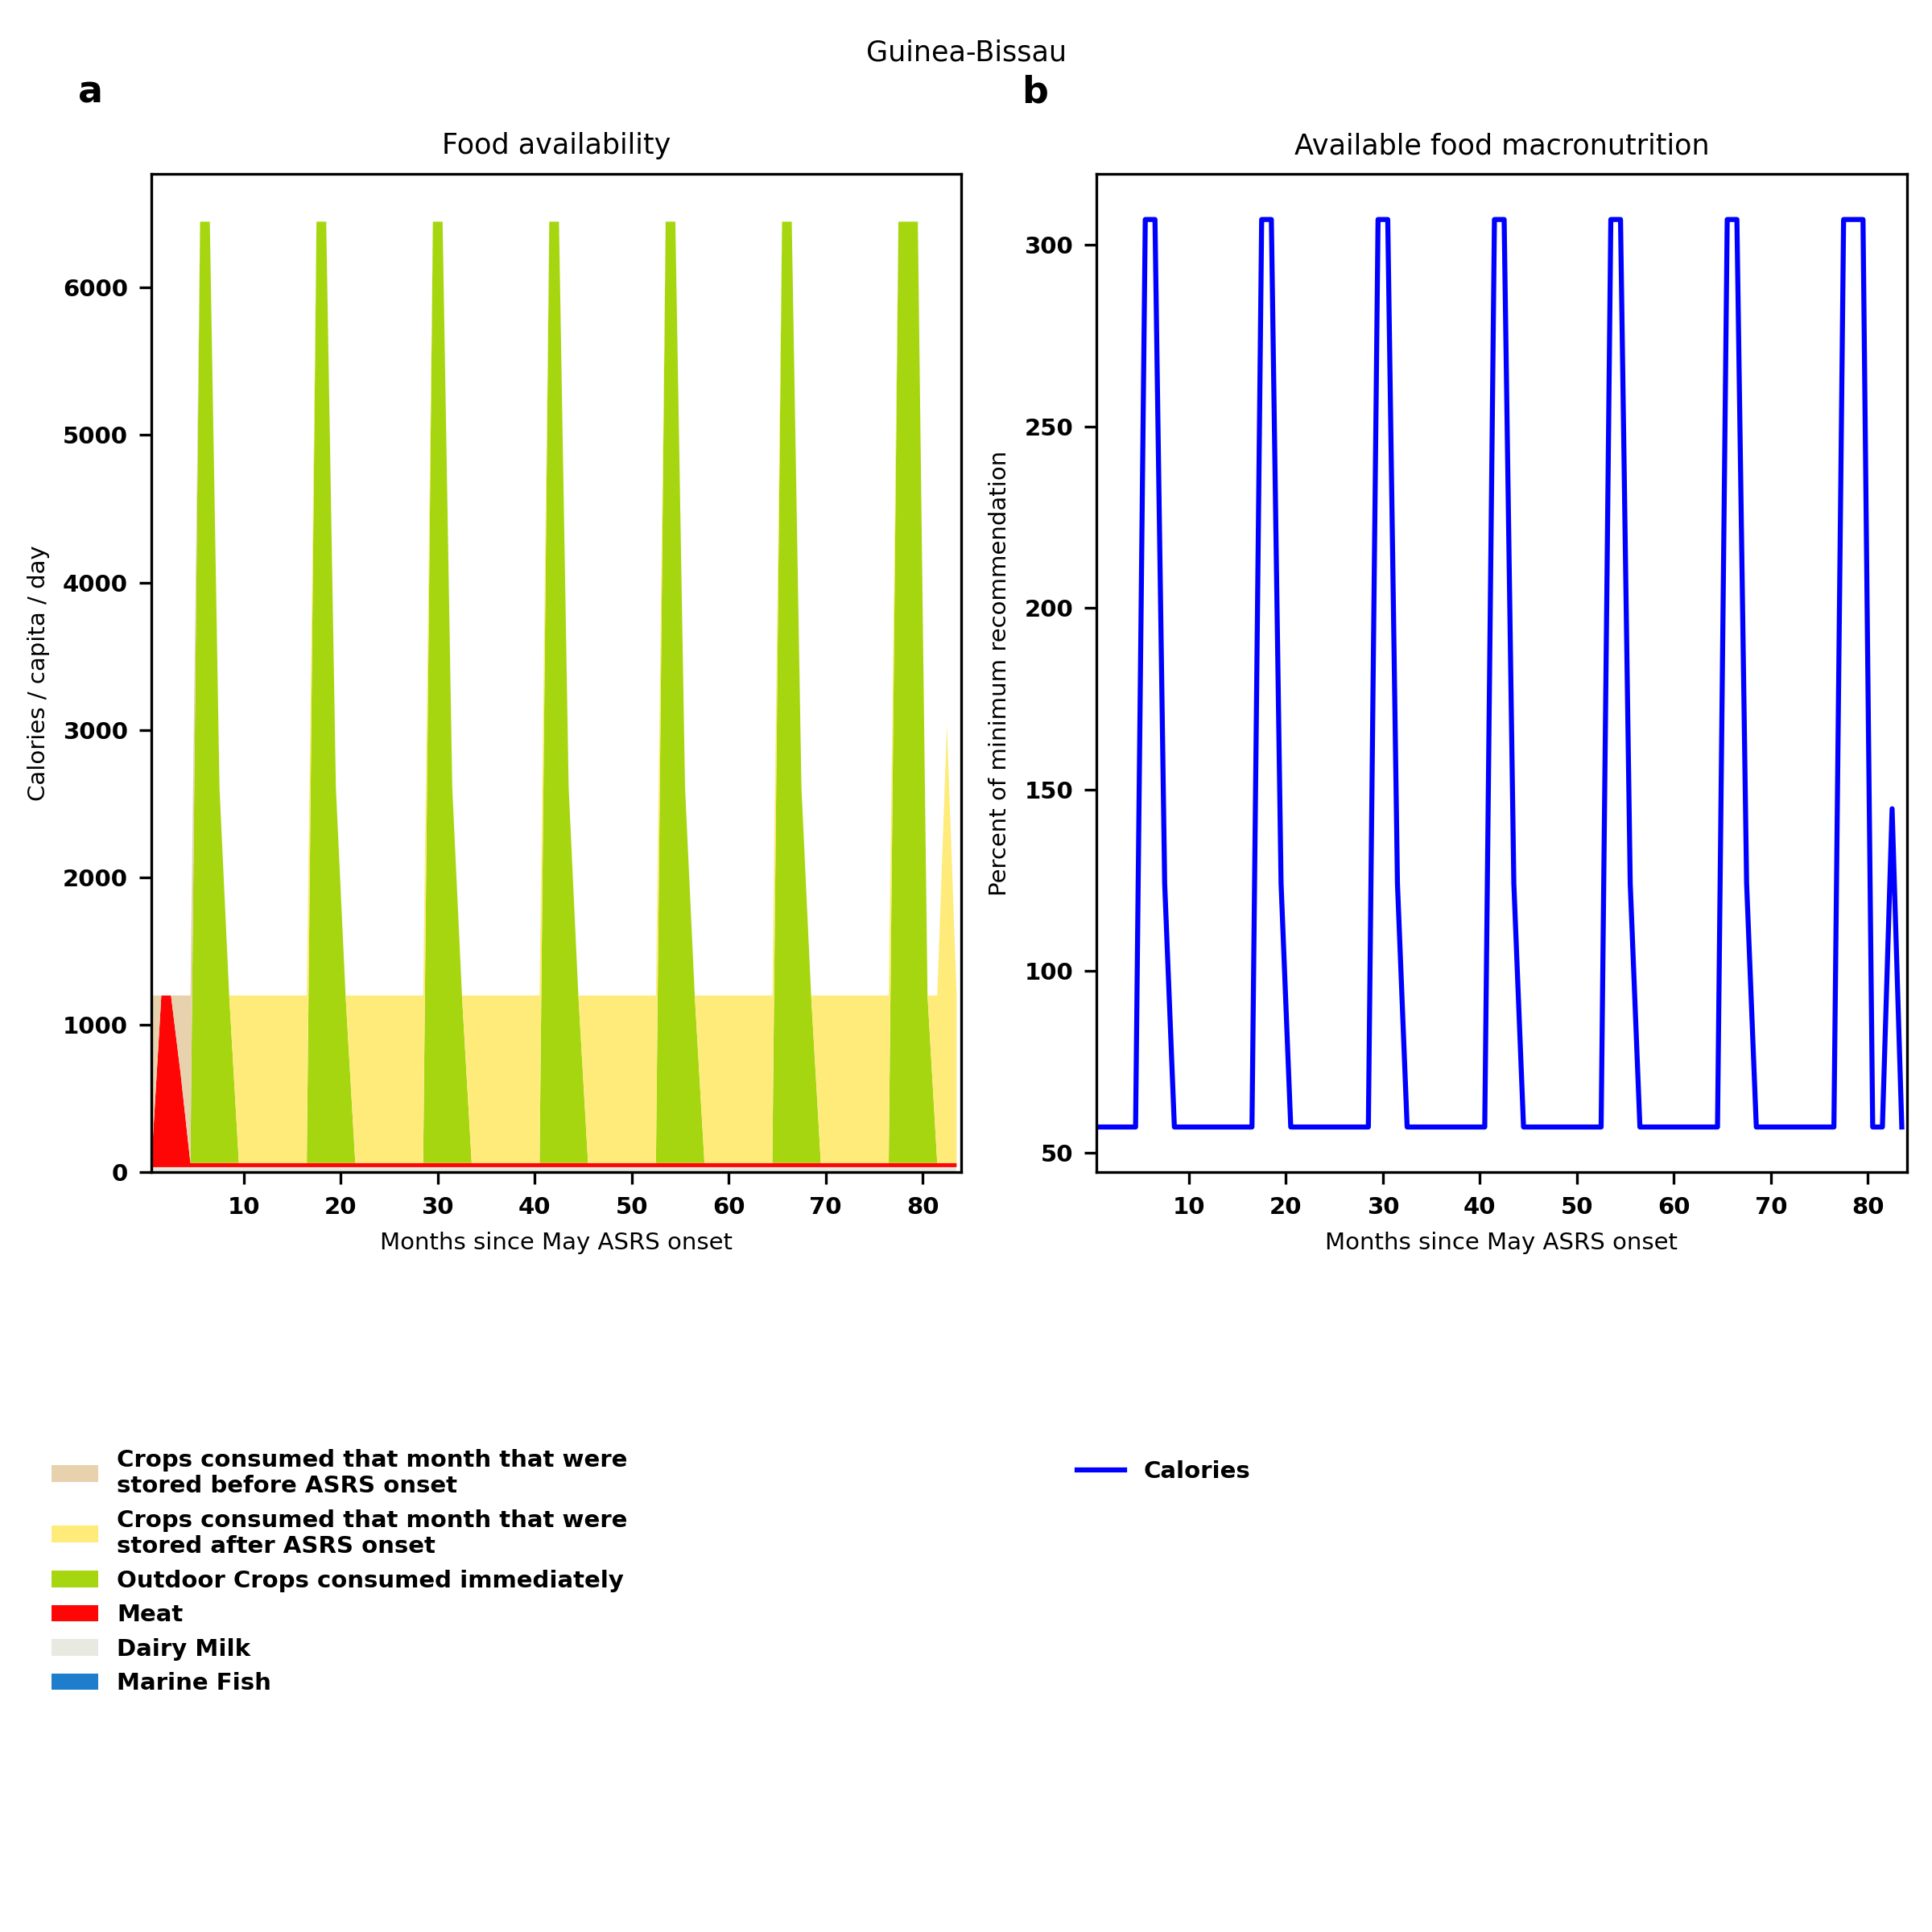 Guinea-Bissau
a
Food availability
Calories / capita / day
6000
5000
4000
3000
2000
1000
0
10 20 30 40 50 60 70 80
Months since May ASRS onset
b
Available food macronutrition
Percent of minimum recommendation
300
250
200
150
100
50
10 20 30 40 50 60 70 80
Months since May ASRS onset
Crops consumed that month that were
stored before ASRS onset
Crops consumed that month that were
stored after ASRS onset
Outdoor Crops consumed immediately
Meat
Dairy Milk
Marine Fish
Calories